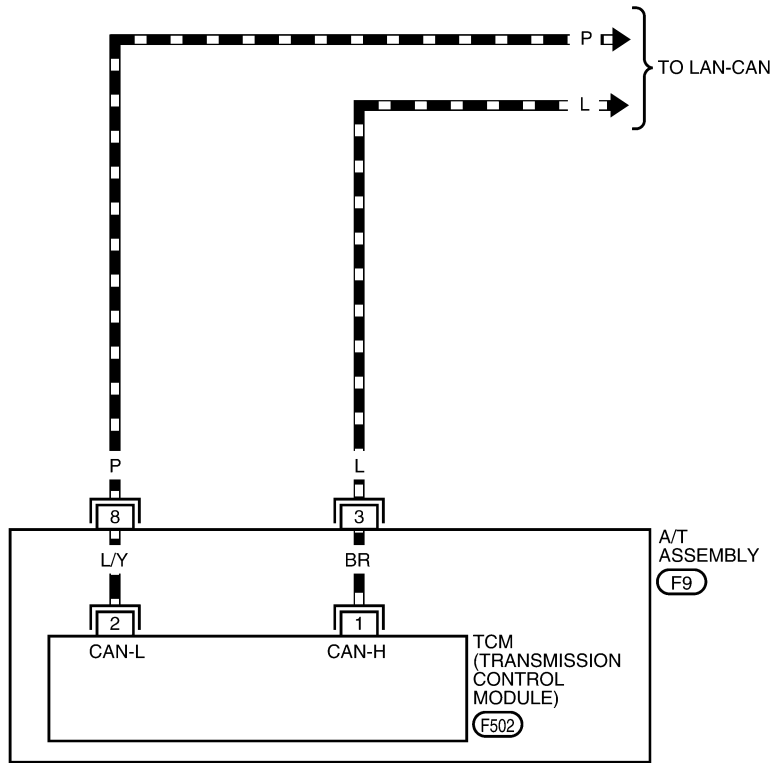 P
TO LAN-CAN
L
P
L
8
3
A/T
ASSEMBLY
F9
L/Y
BR
2
1
CAN-L
CAN-H
TCM
(TRANSMISSION
CONTROL
MODULE)
F502